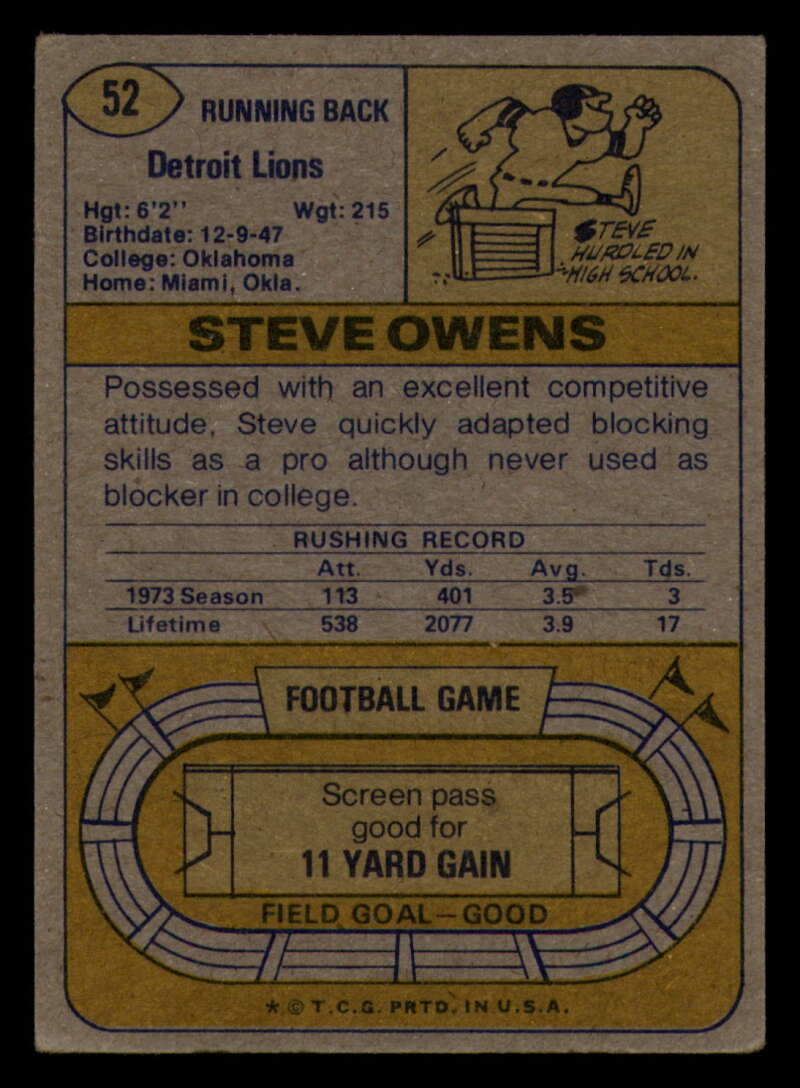 52
RUNNING BACK
Detroit Lions
Hgt: 6'2" Wgt: 215
Birthdate: 12-9-47
College: Oklahoma
Home: Miami, Okla.
STEVE
HURDLED IN
HIGH SCHOOL.
STEVE OWENS
Possessed with an excellent competitive
attitude, Steve quickly adapted blocking
skills as a pro although never used as
blocker in college.
RUSHING RECORD
Att. Yds. Avg. Tds.
1973 Season 113 401 3.5 3
Lifetime 538 2077 3.9 17
FOOTBALL GAME
Screen pass
good for
11 YARD GAIN
FIELD GOAL—GOOD
* © T.C.G. PRTD. IN U.S.A.